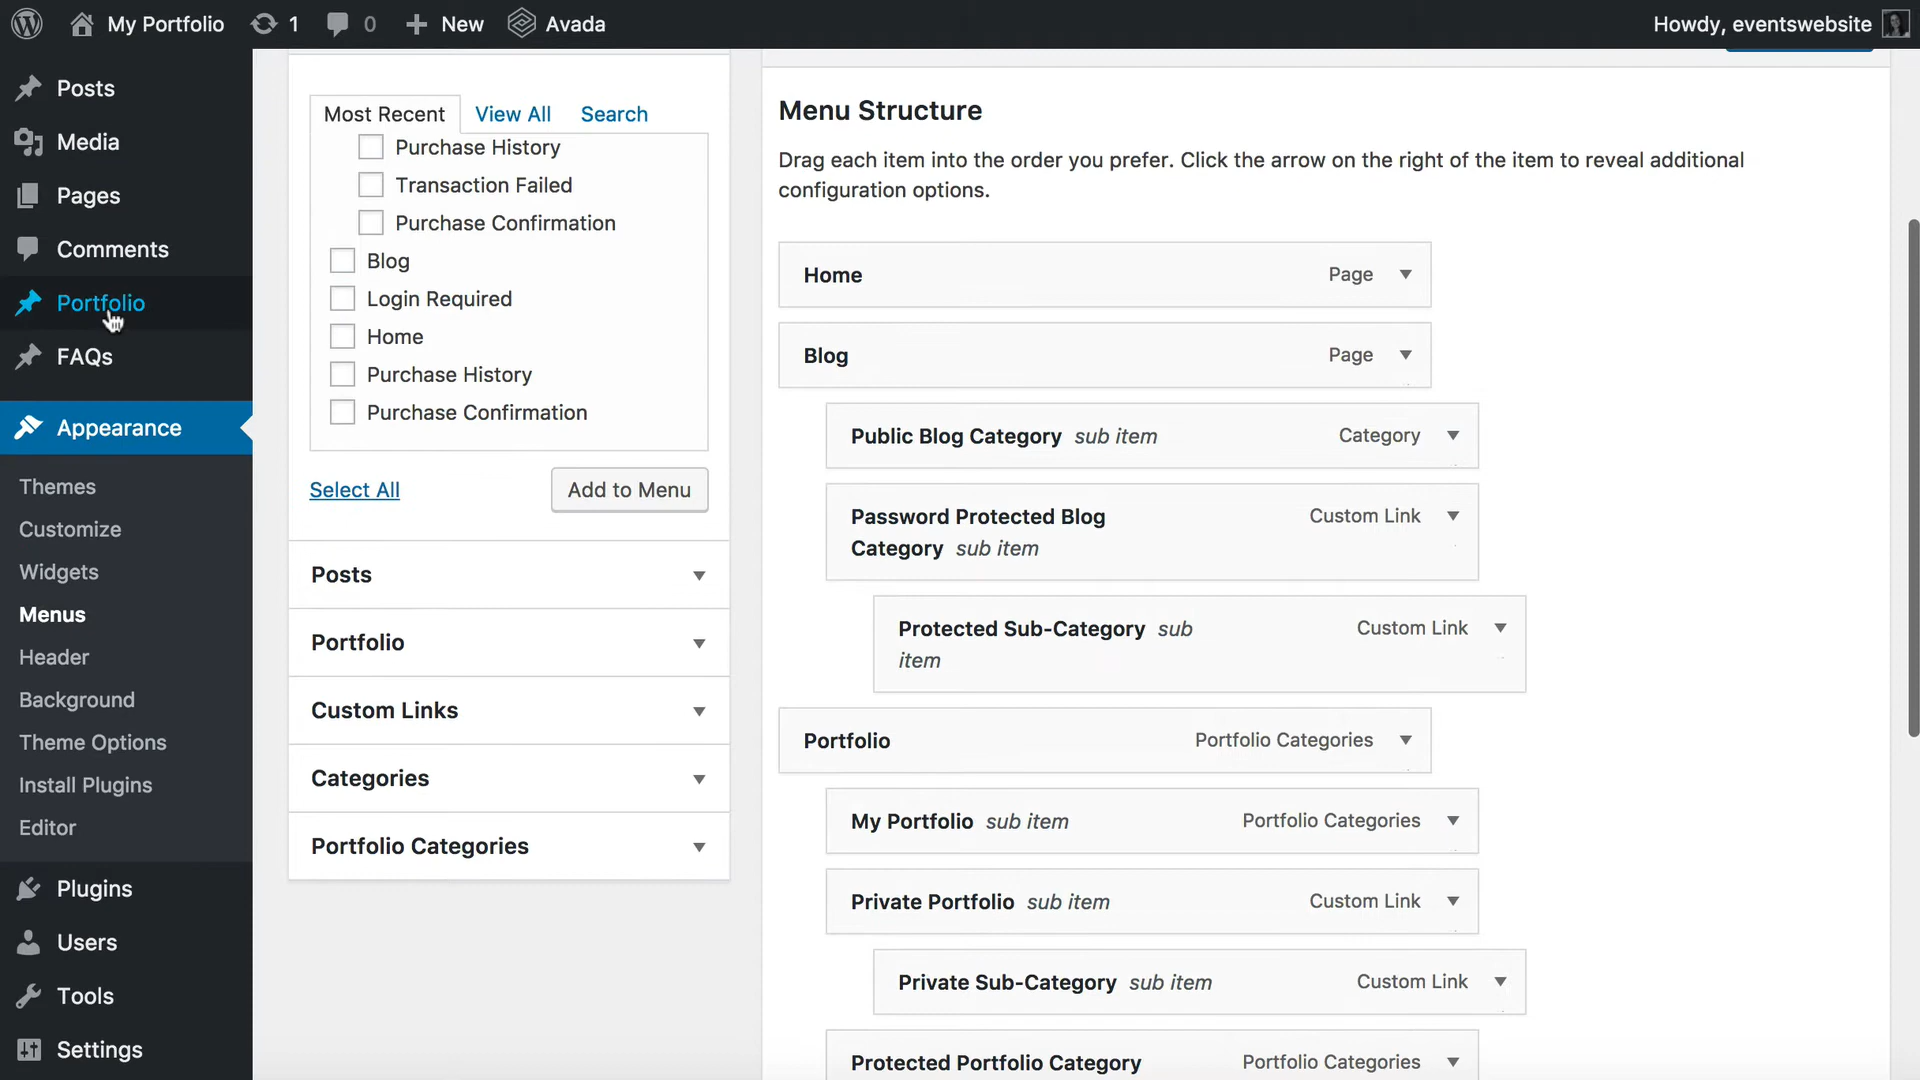 My Portfolio 1 0 New Avada Howdy, eventswebsite
Posts
Media
Pages
Comments
Portfolio
FAQs
Appearance
Themes
Customize
Widgets
Menus
Header
Background
Theme Options
Install Plugins
Editor
Plugins
Users
Tools
Settings
Most Recent View All Search
Purchase History
Transaction Failed
Purchase Confirmation
Blog
Login Required
Home
Purchase History
Purchase Confirmation
Select All Add to Menu
Posts
Portfolio
Custom Links
Categories
Portfolio Categories
Menu Structure
Drag each item into the order you prefer. Click the arrow on the right of the item to reveal additional
configuration options.
Home Page
Blog Page
Public Blog Category sub item Category
Password Protected Blog Custom Link
Category sub item
Protected Sub-Category sub Custom Link
item
Portfolio Portfolio Categories
My Portfolio sub item Portfolio Categories
Private Portfolio sub item Custom Link
Private Sub-Category sub item Custom Link
Protected Portfolio Category Portfolio Categories